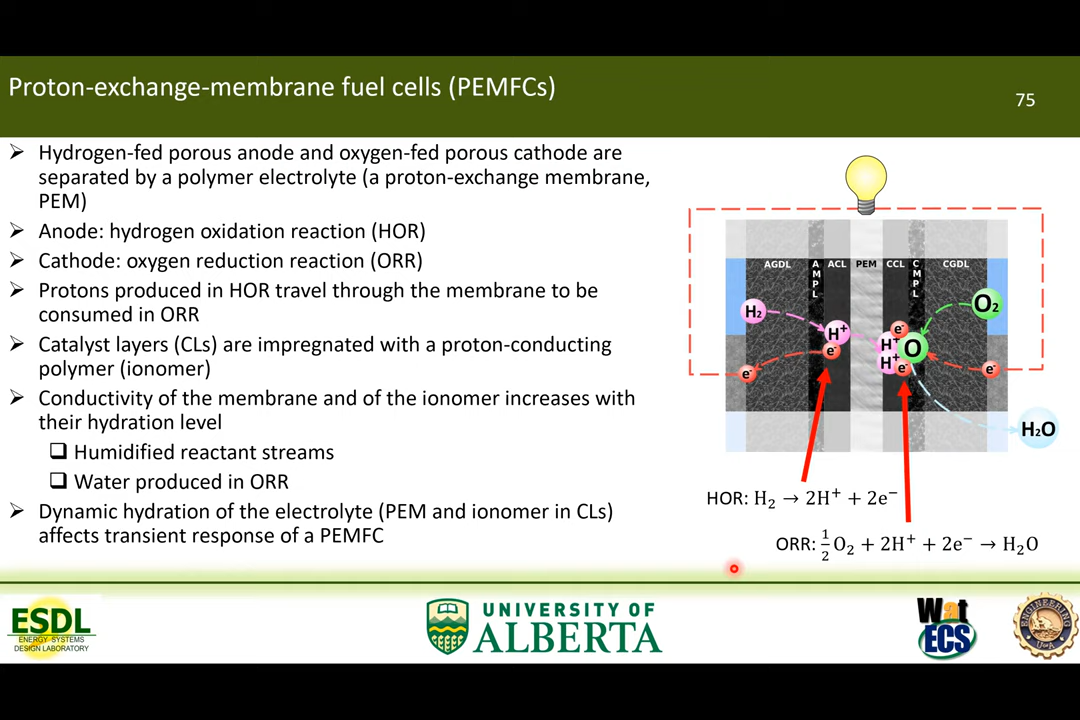 Proton-exchange-membrane fuel cells (PEMFCs)
75
➢ Hydrogen-fed porous anode and oxygen-fed porous cathode are
separated by a polymer electrolyte (a proton-exchange membrane,
PEM)
➢ Anode: hydrogen oxidation reaction (HOR)
➢ Cathode: oxygen reduction reaction (ORR)
➢ Protons produced in HOR travel through the membrane to be
consumed in ORR
➢ Catalyst layers (CLs) are impregnated with a proton-conducting
polymer (ionomer)
➢ Conductivity of the membrane and of the ionomer increases with
their hydration level
❑ Humidified reactant streams
❑ Water produced in ORR
➢ Dynamic hydration of the electrolyte (PEM and ionomer in CLs)
affects transient response of a PEMFC
AGDL
AMPL
ACL
PEM
CCL
CMPL
CGDL
H₂
H⁺
e⁻
e⁻
e⁻
H⁺
H⁺
e⁻
O
O₂
e⁻
H₂O
HOR: H₂ → 2H⁺ + 2e⁻
ORR: ½O₂ + 2H⁺ + 2e⁻ → H₂O
ESDL
ENERGY SYSTEMS
DESIGN LABORATORY
UNIVERSITY OF
ALBERTA
Wat
ECS
ENGINEERING
U of A